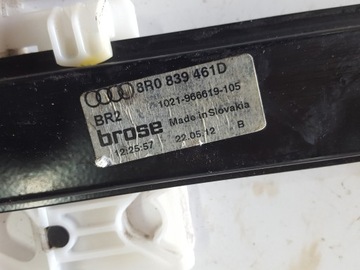 8R0 839 461D
1021-966619-105
BR2
brose Made in Slovakia
12:25:57 22.05.12 B